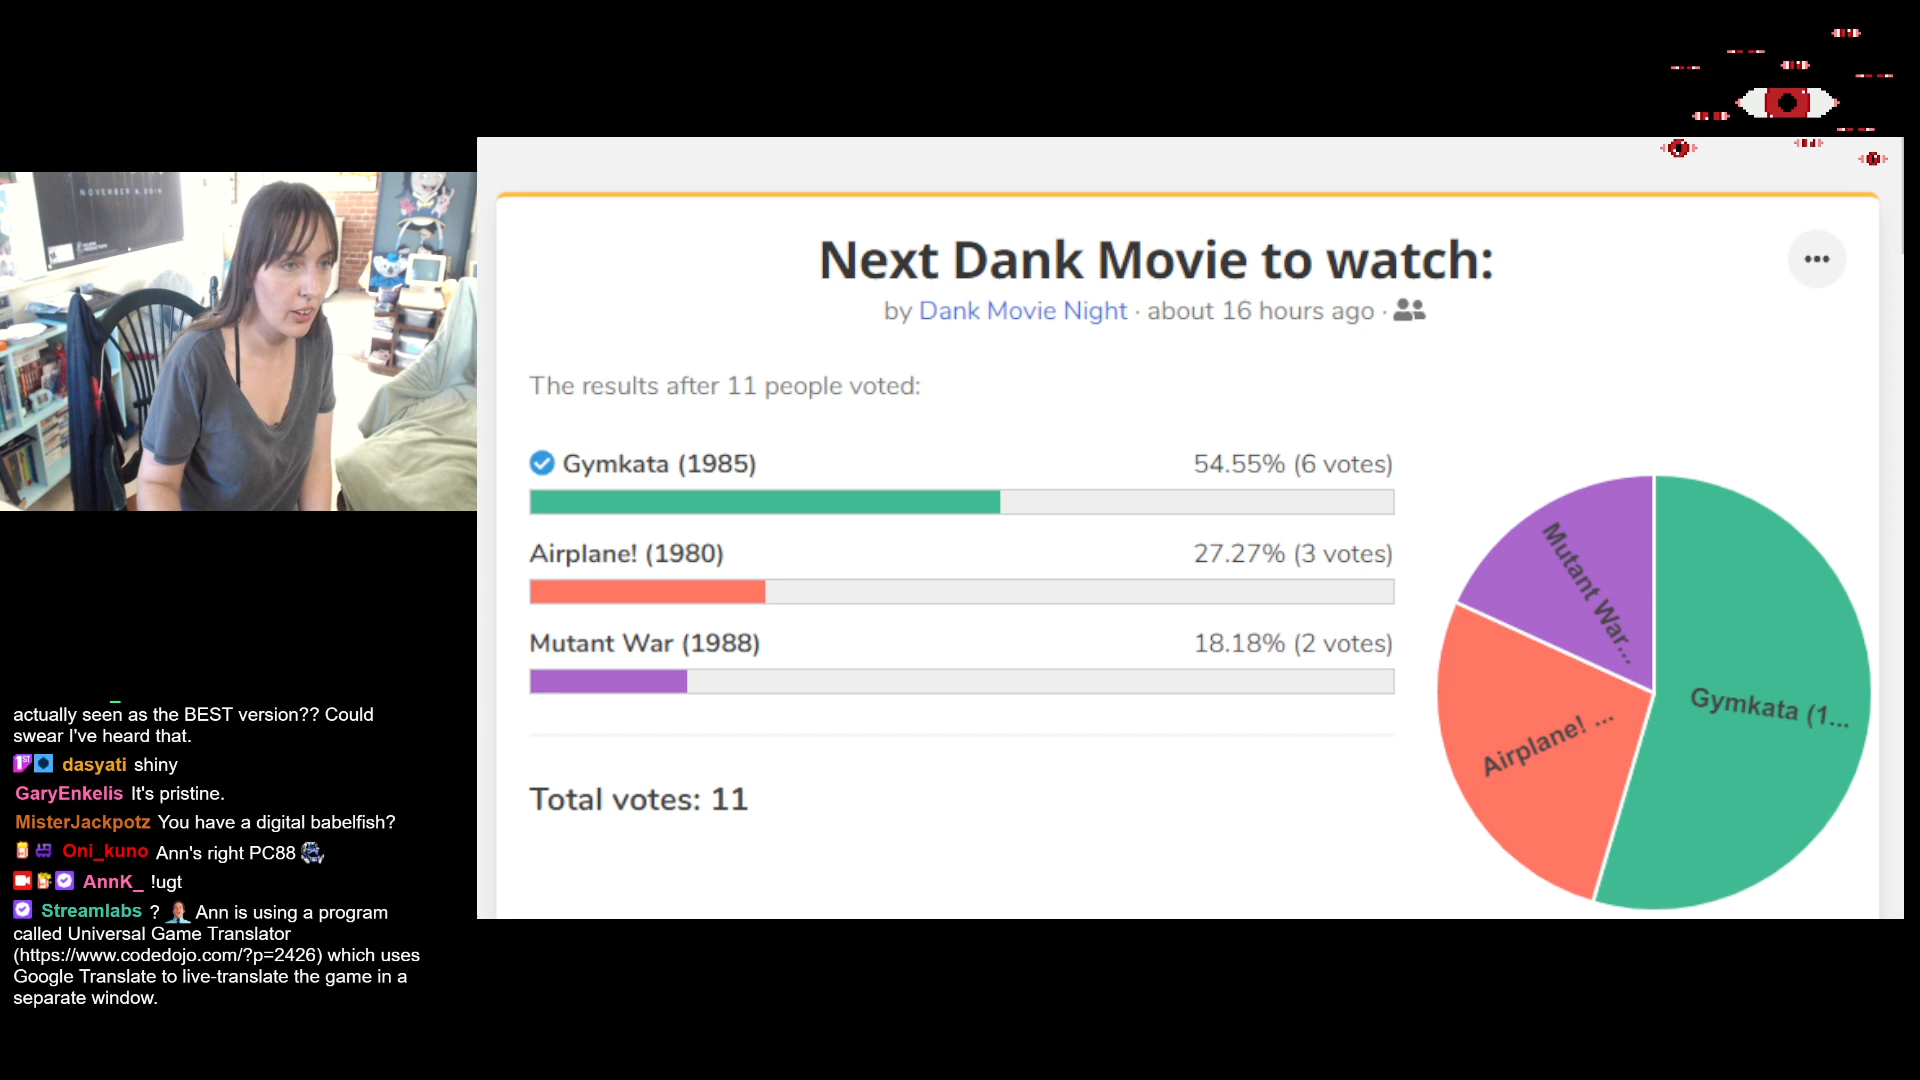 NOVEMBER 8, 2016
Next Dank Movie to watch:
by Dank Movie Night · about 16 hours ago ·
The results after 11 people voted:
Gymkata (1985) 54.55% (6 votes)
Airplane! (1980) 27.27% (3 votes)
Mutant War (1988) 18.18% (2 votes)
Total votes: 11
Mutant War...
Gymkata (1...
Airplane! ...
actually seen as the BEST version?? Could
swear I've heard that.
1ST dasyati shiny
GaryEnkelis It's pristine.
MisterJackpotz You have a digital babelfish?
Oni_kuno Ann's right PC88
AnnK_ !ugt
Streamlabs ? Ann is using a program
called Universal Game Translator
(https://www.codedojo.com/?p=2426) which uses
Google Translate to live-translate the game in a
separate window.